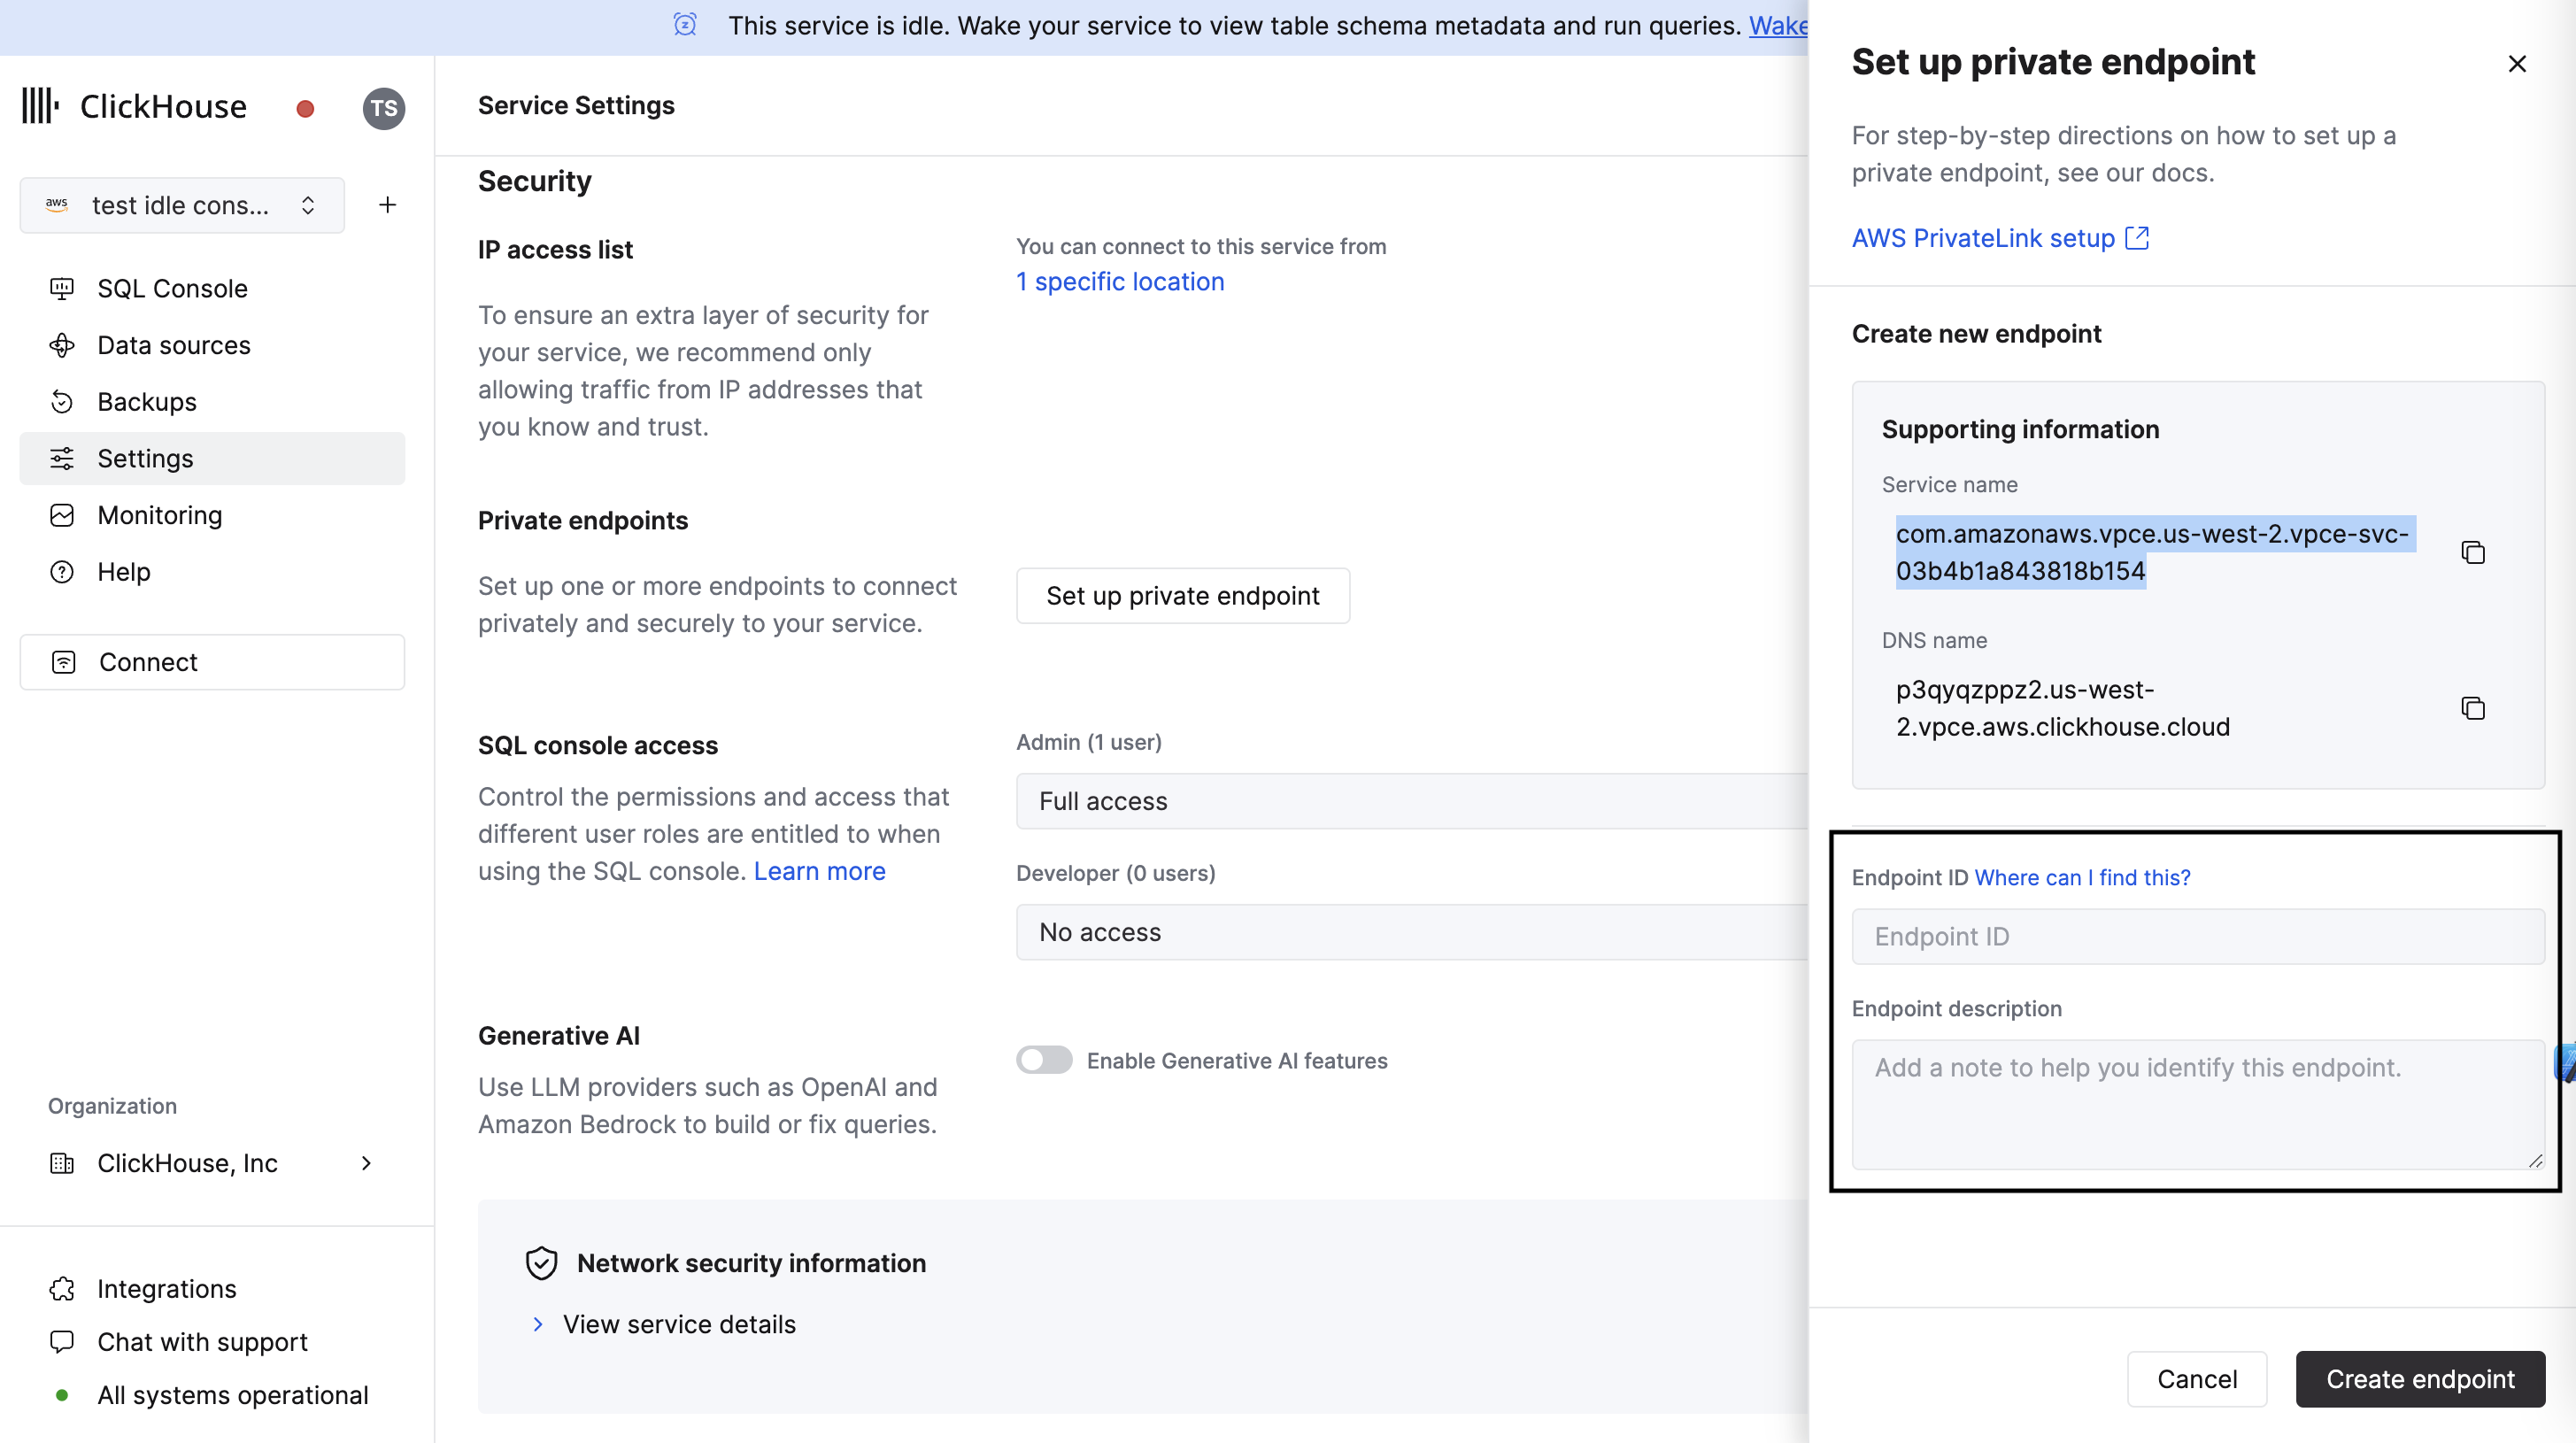 This service is idle. Wake your service to view table schema metadata and run queries. Wake
ClickHouse
TS
aws
test idle cons...
SQL Console
Data sources
Backups
Settings
Monitoring
Help
Connect
Organization
ClickHouse, Inc
Integrations
Chat with support
All systems operational
Service Settings
Security
IP access list
To ensure an extra layer of security for
your service, we recommend only
allowing traffic from IP addresses that
you know and trust.
You can connect to this service from
1 specific location
Private endpoints
Set up one or more endpoints to connect
privately and securely to your service.
Set up private endpoint
SQL console access
Control the permissions and access that
different user roles are entitled to when
using the SQL console. Learn more
Admin (1 user)
Full access
Developer (0 users)
No access
Generative AI
Use LLM providers such as OpenAI and
Amazon Bedrock to build or fix queries.
Enable Generative AI features
Network security information
View service details
Set up private endpoint
For step-by-step directions on how to set up a
private endpoint, see our docs.
AWS PrivateLink setup
Create new endpoint
Supporting information
Service name
com.amazonaws.vpce.us-west-2.vpce-svc-
03b4b1a843818b154
DNS name
p3qyqzppz2.us-west-
2.vpce.aws.clickhouse.cloud
Endpoint ID Where can I find this?
Endpoint ID
Endpoint description
Add a note to help you identify this endpoint.
Cancel
Create endpoint